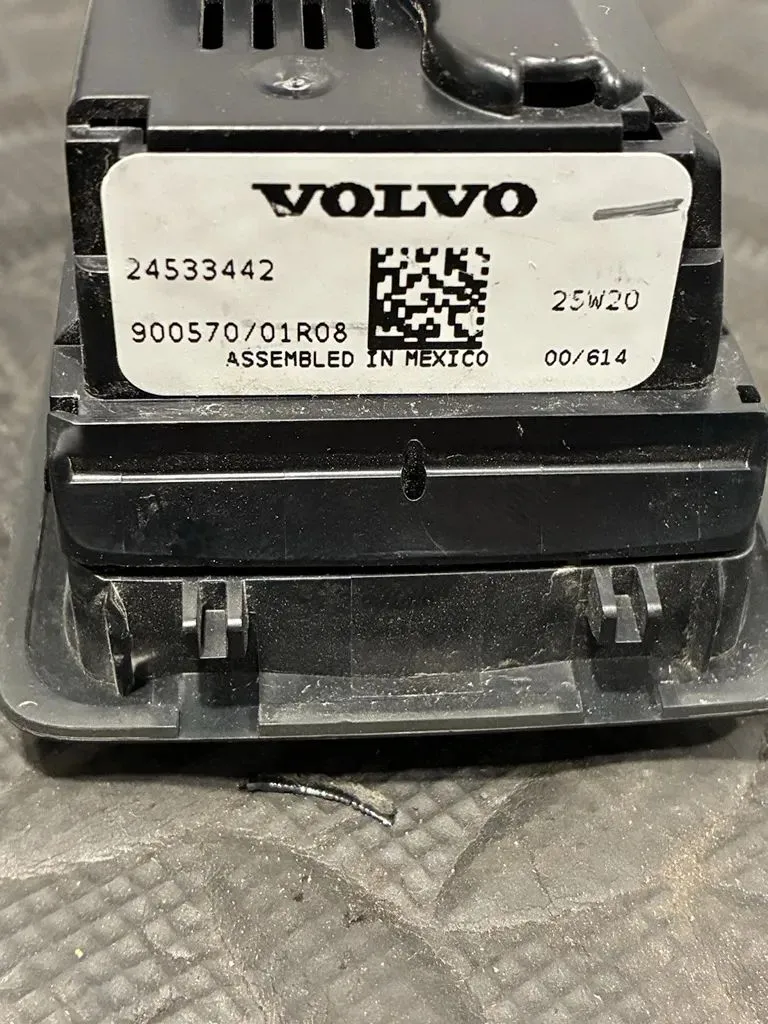 VOLVO
24533442
25W20
900570/01R08
ASSEMBLED IN MEXICO 00/614